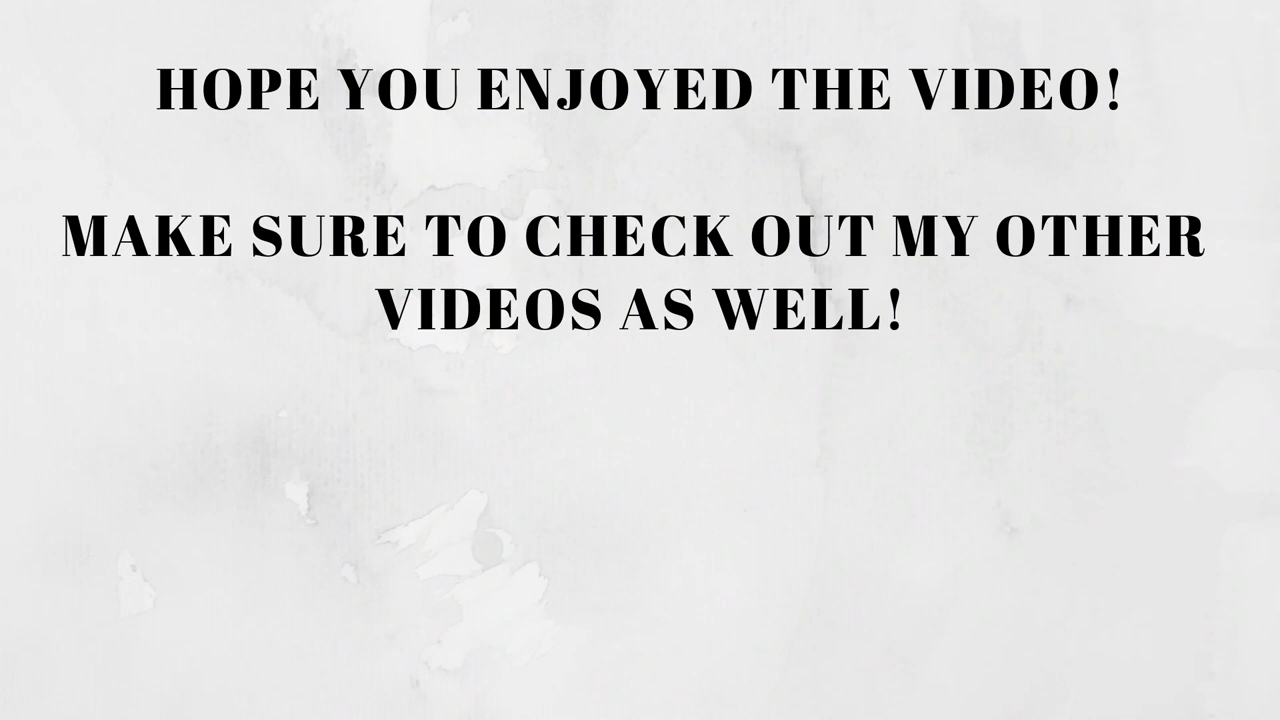 HOPE YOU ENJOYED THE VIDEO!
MAKE SURE TO CHECK OUT MY OTHER
VIDEOS AS WELL!